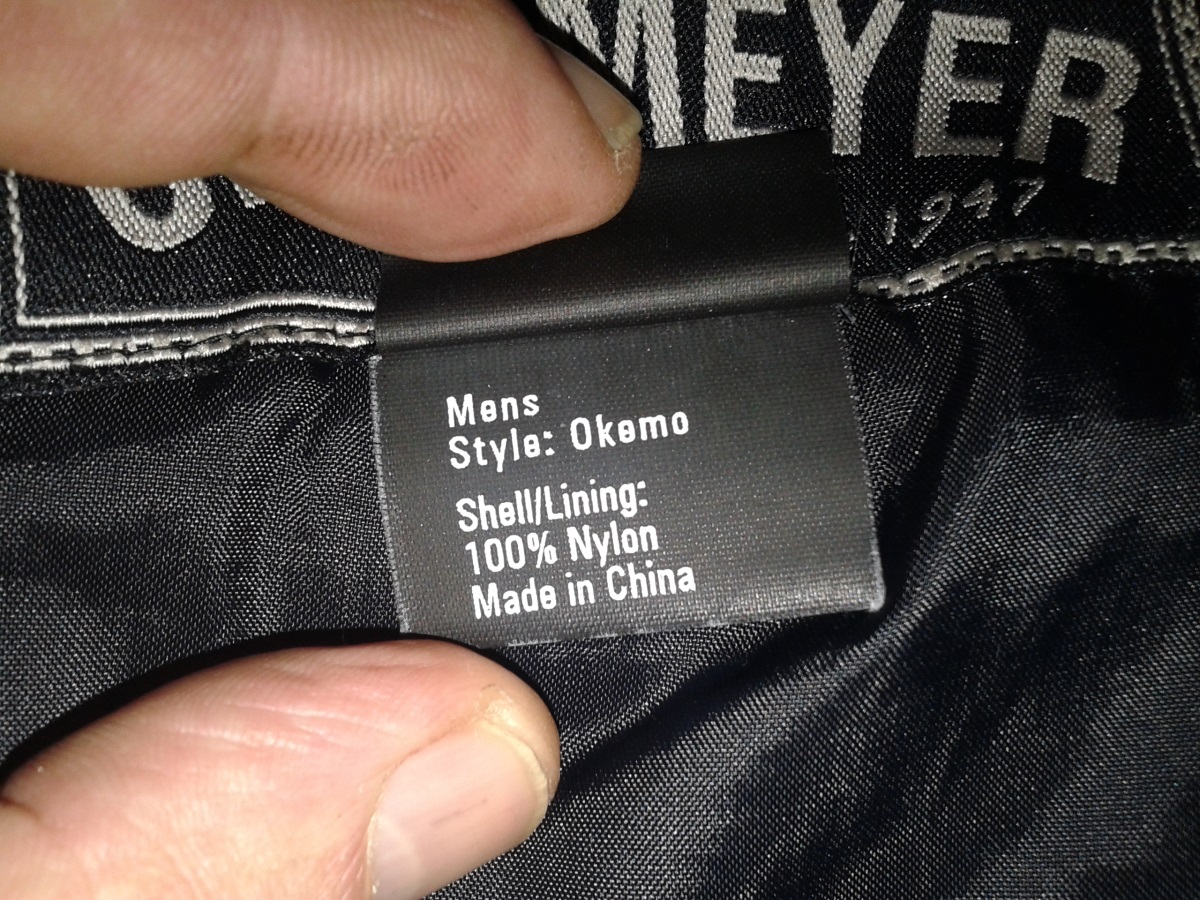 MEYER
1947
Mens
Style: Okemo
Shell/Lining:
100% Nylon
Made in China